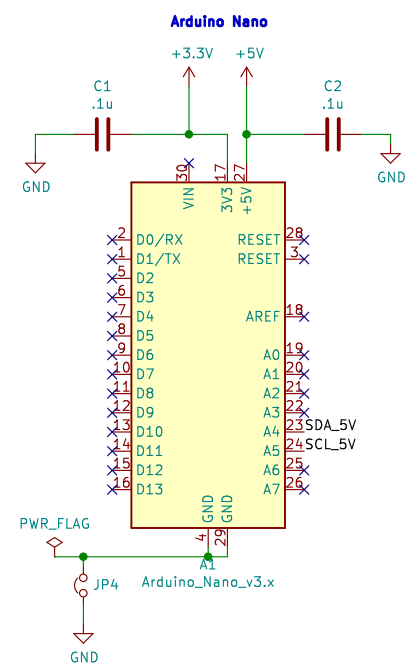 Arduino Nano
+3.3V +5V
C1 C2
.1u .1u
GND GND
30 17 27
VIN 3V3 +5V
2 D0/RX RESET 28
1 D1/TX RESET 3
5 D2
6 D3
7 D4 AREF 18
8 D5
9 D6 A0 19
10 D7 A1 20
11 D8 A2 21
12 D9 A3 22
13 D10 A4 23 SDA_5V
14 D11 A5 24 SCL_5V
15 D12 A6 25
16 D13 A7 26
GND GND
PWR_FLAG 4 29
A1
Arduino_Nano_v3.x
JP4
GND